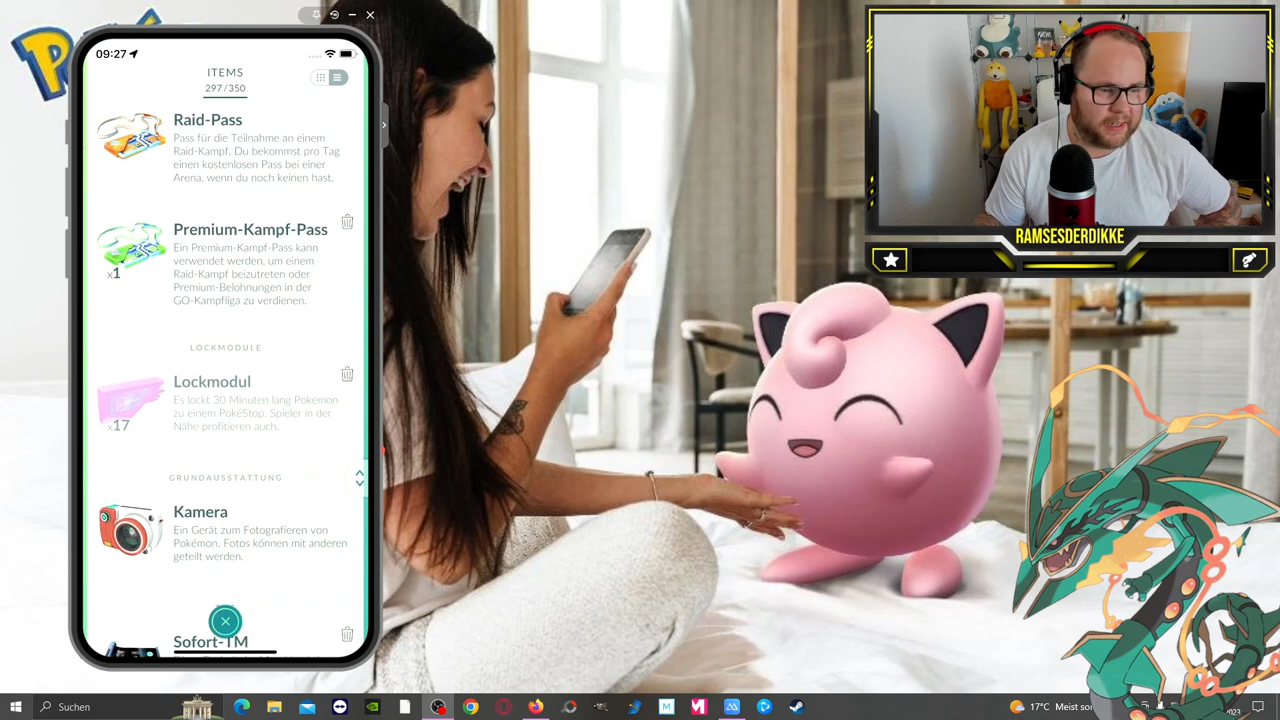 09:27
ITEMS
297/350
Raid-Pass
Pass für die Teilnahme an einem
Raid-Kampf. Du bekommst pro Tag
einen kostenlosen Pass bei einer
Arena, wenn du noch keinen hast.
Premium-Kampf-Pass
Ein Premium-Kampf-Pass kann
verwendet werden, um einem
Raid-Kampf beizutreten oder
Premium-Belohnungen in der
GO-Kampfliga zu verdienen.
x1
LOCKMODULE
Lockmodul
Es lockt 30 Minuten lang Pokémon
zu einem PokéStop. Spieler in der
Nähe profitieren auch.
x17
GRUNDAUSSTATTUNG
Kamera
Ein Gerät zum Fotografieren von
Pokémon. Fotos können mit anderen
geteilt werden.
Sofort-TM
RAMSESDERDIKKE
Suchen
17°C Meist so